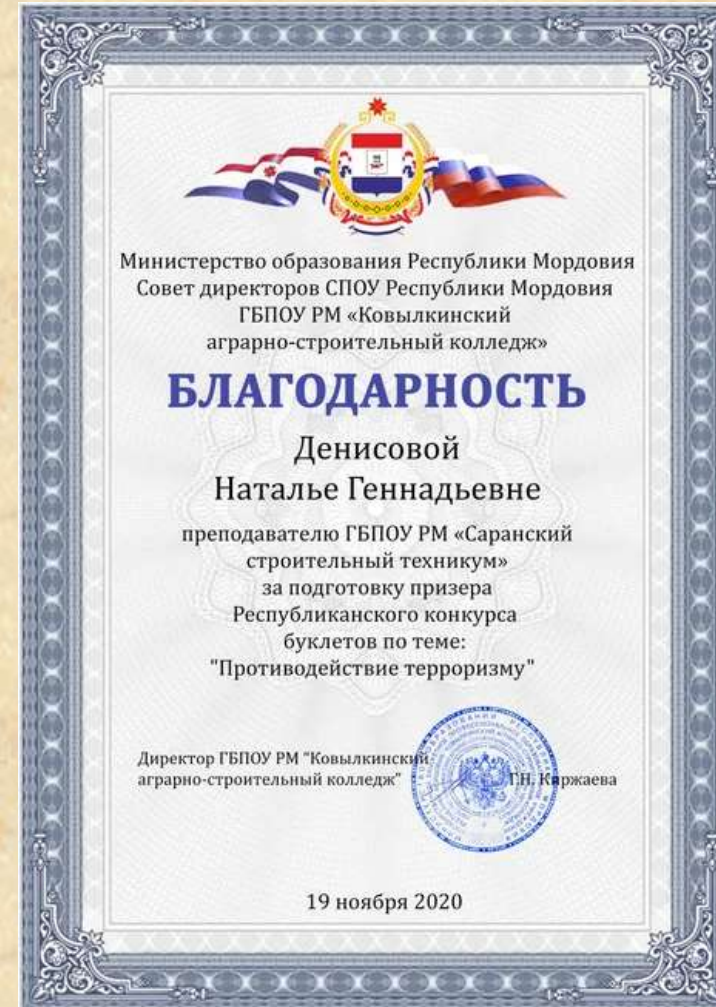 Министерство образования Республики Мордовия
Совет директоров СПОУ Республики Мордовия
ГБПОУ РМ «Ковылкинский
аграрно-строительный колледж»
БЛАГОДАРНОСТЬ
Денисовой
Наталье Геннадьевне
преподавателю ГБПОУ РМ «Саранский
строительный техникум»
за подготовку призера
Республиканского конкурса
буклетов по теме:
"Противодействие терроризму"
Директор ГБПОУ РМ "Ковылкинский
аграрно-строительный колледж"
Г.Н. Киржаева
19 ноября 2020